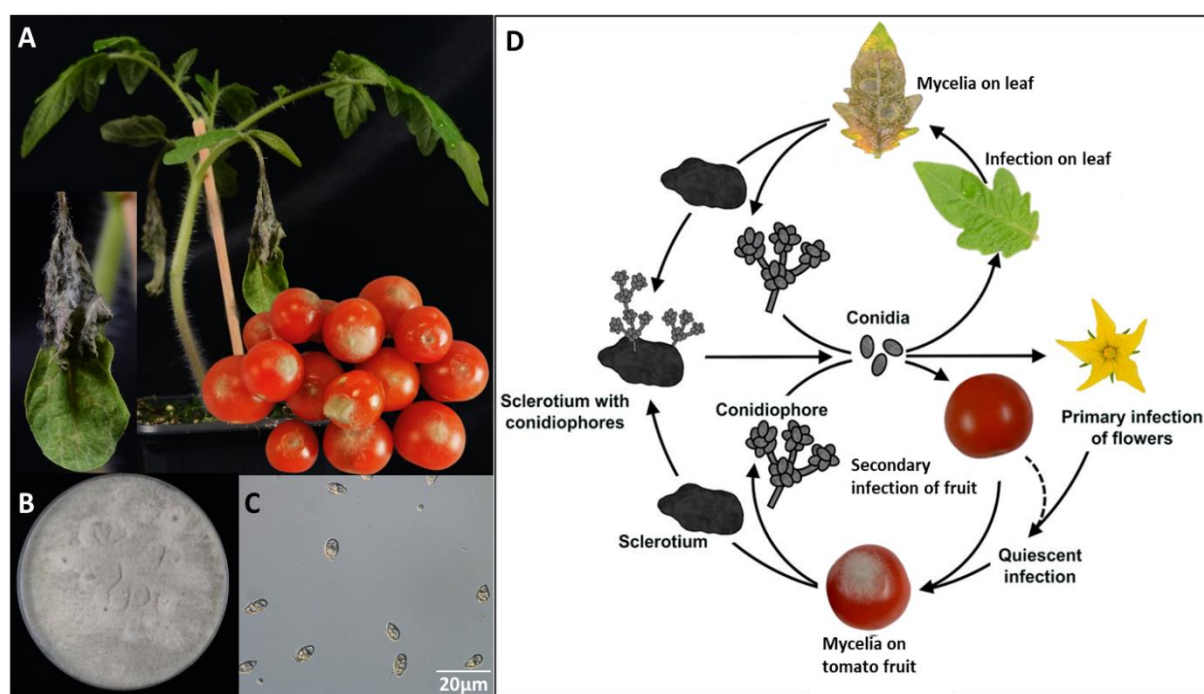 A
B
C
20µm
D
Mycelia on leaf
Infection on leaf
Conidia
Sclerotium with
conidiophores
Conidiophore
Primary infection
of flowers
Secondary
infection of fruit
Sclerotium
Quiescent
infection
Mycelia on
tomato fruit